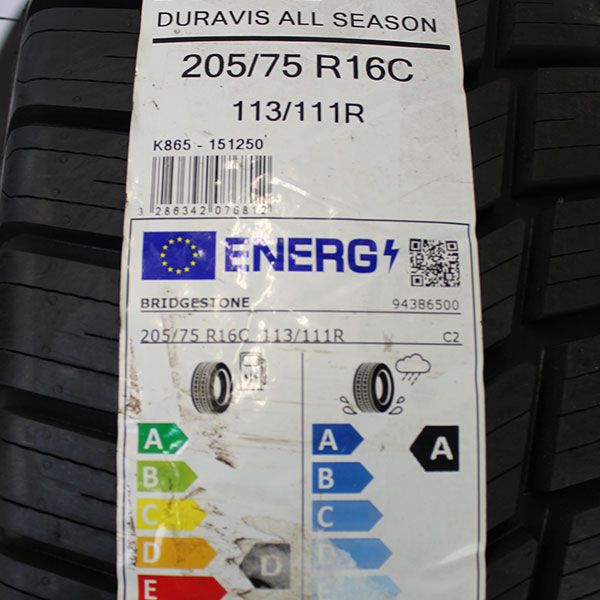 DURAVIS ALL SEASON
205/75 R16C
113/111R
K865 - 151250
3 286342 076812
ENERG
BRIDGESTONE 94386500
205/75 R16C 113/111R C2
A A A
B B
C C
D D D
E E